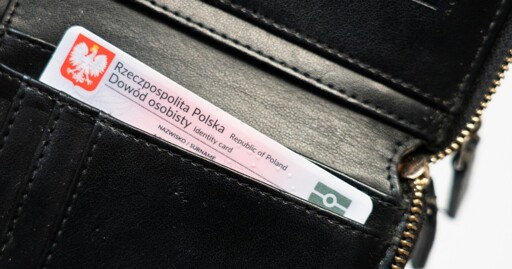 Rzeczpospolita Polska Republic of Poland
Dowód osobisty Identity card
NAZWISKO / SURNAME